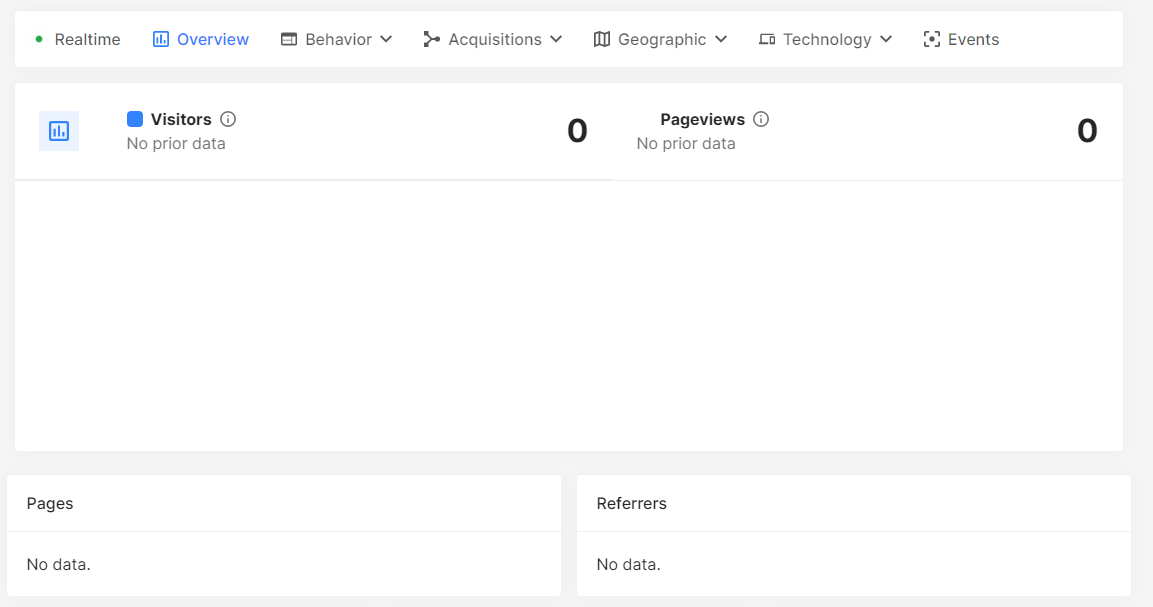 Realtime Overview Behavior Acquisitions Geographic Technology Events
Visitors
No prior data
0
Pageviews
No prior data
0
Pages
No data.
Referrers
No data.